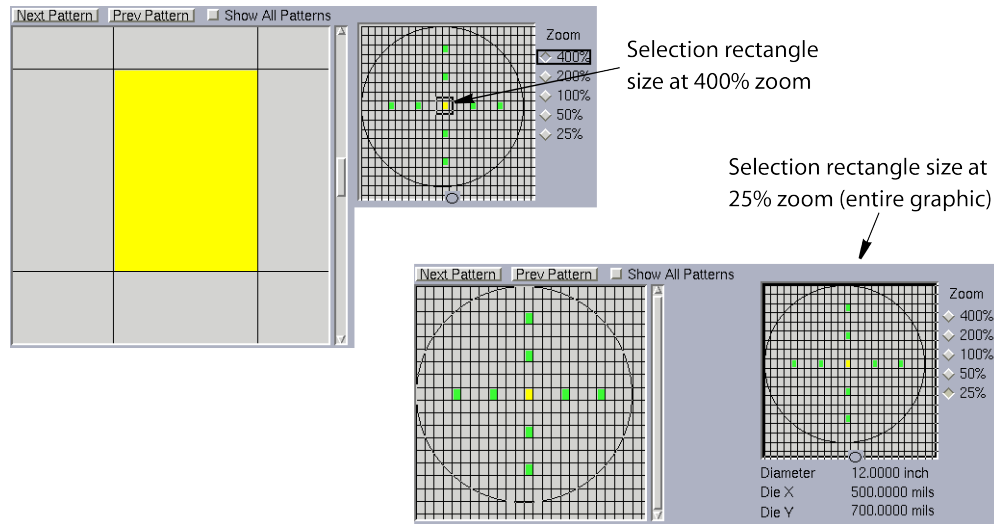 Next Pattern Prev Pattern Show All Patterns
Zoom
400%
200%
100%
50%
25%
Selection rectangle
size at 400% zoom
Selection rectangle size at
25% zoom (entire graphic)
Next Pattern Prev Pattern Show All Patterns
Zoom
400%
200%
100%
50%
25%
Diameter 12.0000 inch
Die X 500.0000 mils
Die Y 700.0000 mils